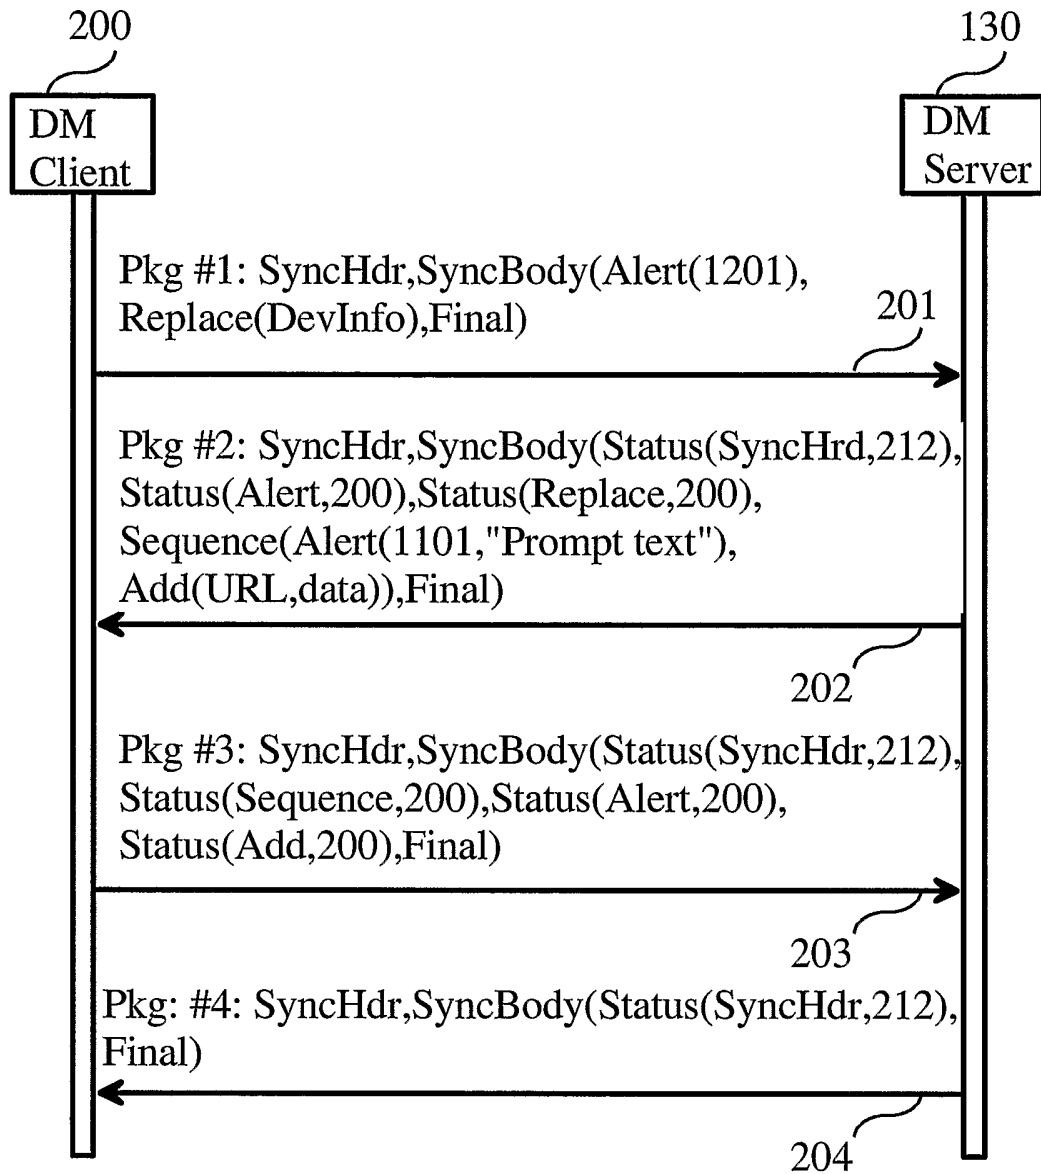 200
130
DM
Client
DM
Server
Pkg #1: SyncHdr,SyncBody(Alert(1201),
Replace(DevInfo),Final)
201
Pkg #2: SyncHdr,SyncBody(Status(SyncHrd,212),
Status(Alert,200),Status(Replace,200),
Sequence(Alert(1101,"Prompt text"),
Add(URL,data)),Final)
202
Pkg #3: SyncHdr,SyncBody(Status(SyncHdr,212),
Status(Sequence,200),Status(Alert,200),
Status(Add,200),Final)
203
Pkg: #4: SyncHdr,SyncBody(Status(SyncHdr,212),
Final)
204